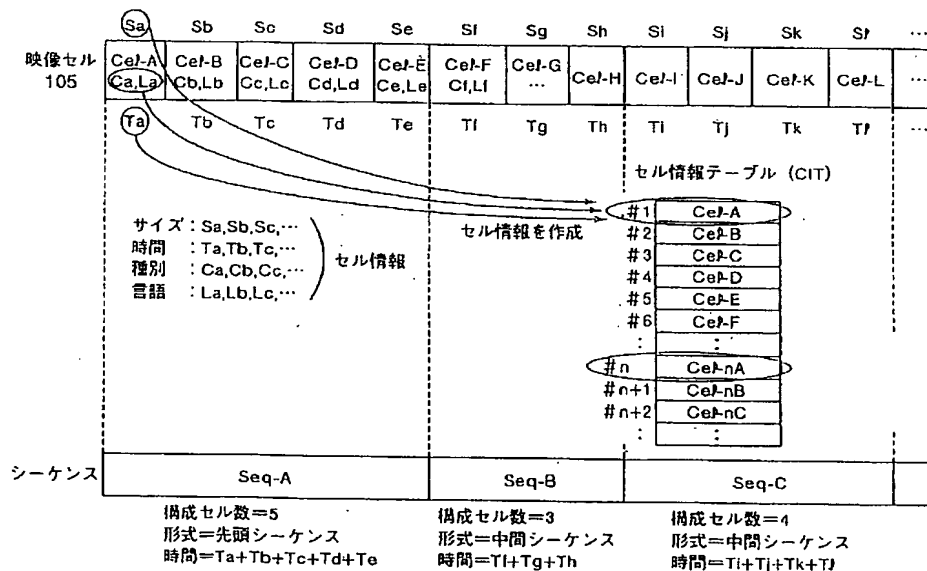 Sa Sb Sc Sd Se Sf Sg Sh Si Sj Sk Sℓ …
映像セル
105
Ceℓ-A Ceℓ-B Ceℓ-C Ceℓ-D Ceℓ-E Ceℓ-F Ceℓ-G Ceℓ-H Ceℓ-I Ceℓ-J Ceℓ-K Ceℓ-L …
Ca,La Cb,Lb Cc,Lc Cd,Ld Ce,Le Cf,Lf …
Ta Tb Tc Td Te Tf Tg Th Ti Tj Tk Tℓ …
セル情報テーブル (CIT)
サイズ:Sa,Sb,Sc,…
時間:Ta,Tb,Tc,…
種別:Ca,Cb,Cc,…
言語:La,Lb,Lc,…
セル情報
セル情報を作成
#1 Ceℓ-A
#2 Ceℓ-B
#3 Ceℓ-C
#4 Ceℓ-D
#5 Ceℓ-E
#6 Ceℓ-F
: :
#n Ceℓ-nA
#n+1 Ceℓ-nB
#n+2 Ceℓ-nC
: :
シーケンス Seq-A Seq-B Seq-C
構成セル数=5
形式=先頭シーケンス
時間=Ta+Tb+Tc+Td+Te
構成セル数=3
形式=中間シーケンス
時間=Tf+Tg+Th
構成セル数=4
形式=中間シーケンス
時間=Ti+Tj+Tk+Tℓ